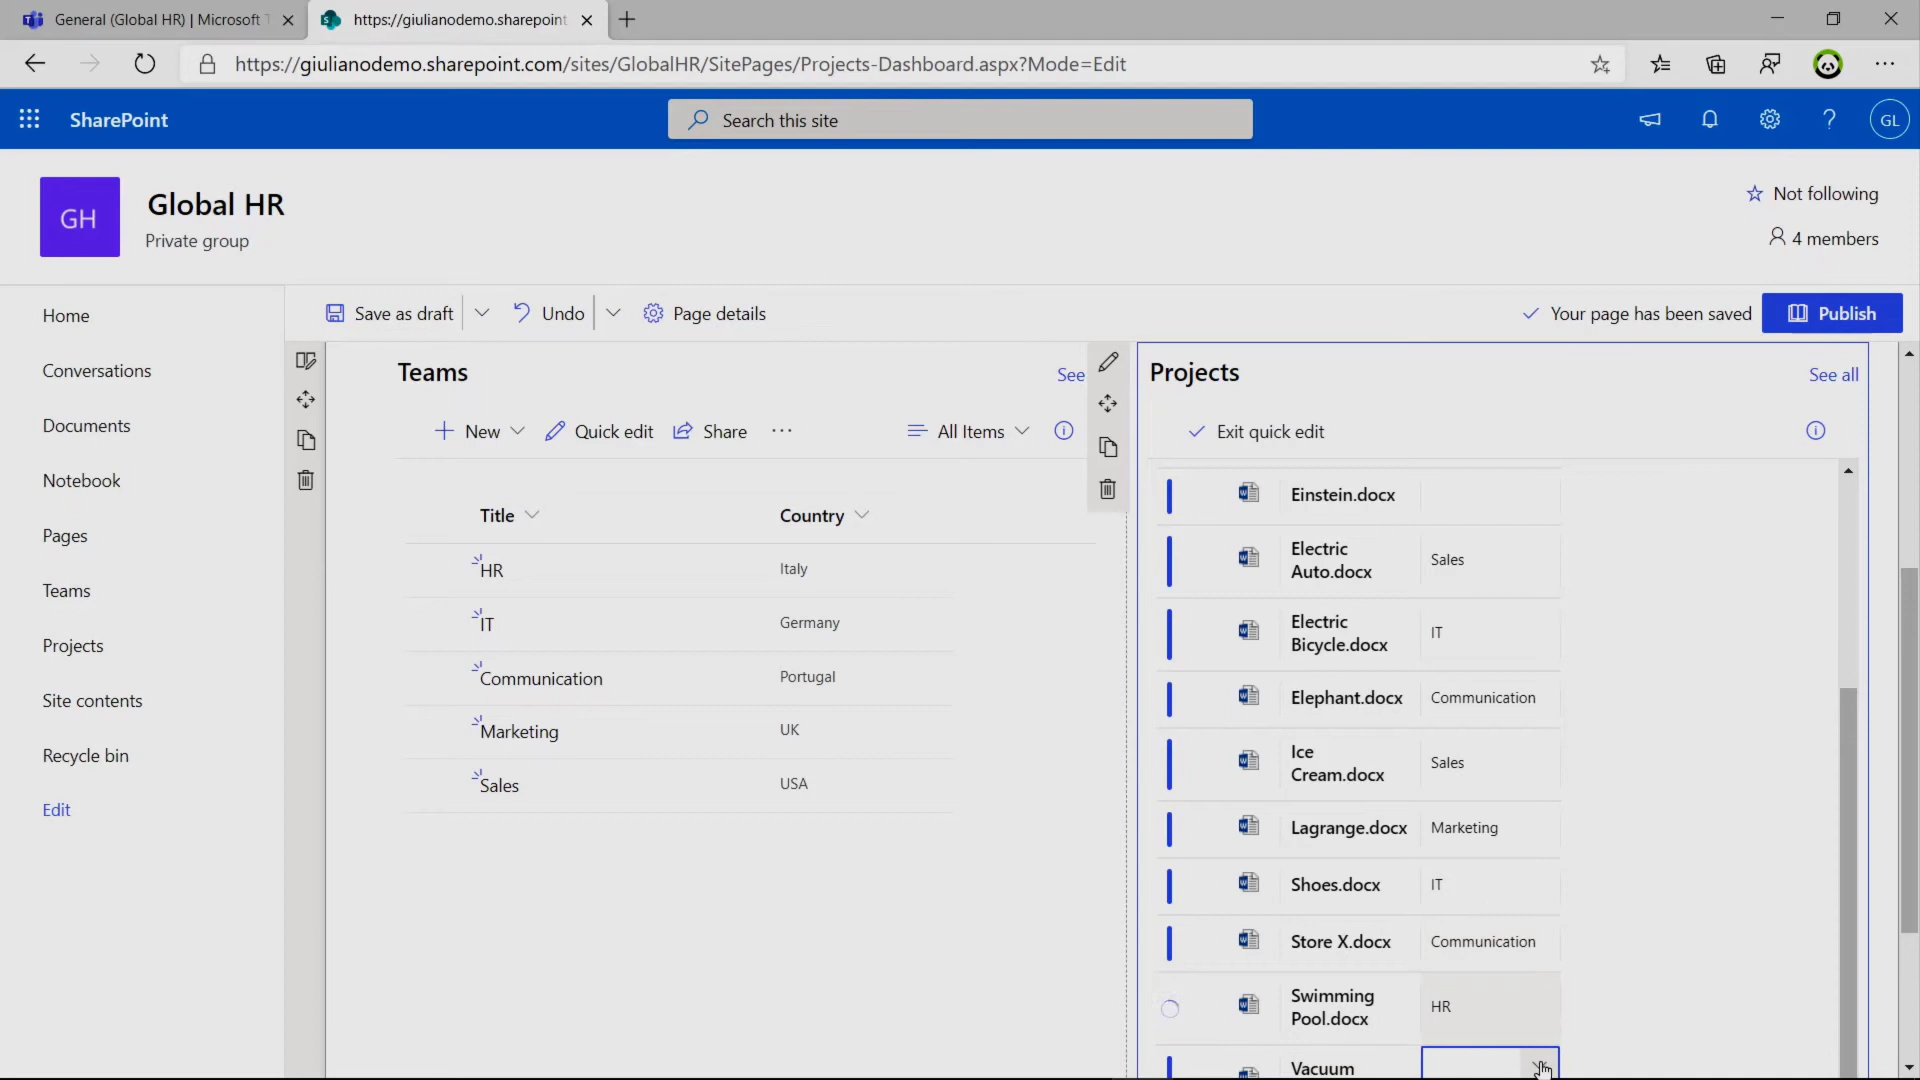 General (Global HR) | Microsoft T
https://giulianodemo.sharepoint
https://giulianodemo.sharepoint.com/sites/GlobalHR/SitePages/Projects-Dashboard.aspx?Mode=Edit
SharePoint
Search this site
GL
GH
Global HR
Private group
Not following
4 members
Home
Conversations
Documents
Notebook
Pages
Teams
Projects
Site contents
Recycle bin
Edit
Save as draft
Undo
Page details
Your page has been saved
Publish
Teams
See
New
Quick edit
Share
All Items
Title
Country
HR
Italy
IT
Germany
Communication
Portugal
Marketing
UK
Sales
USA
Projects
See all
Exit quick edit
Einstein.docx
Electric
Auto.docx
Sales
Electric
Bicycle.docx
IT
Elephant.docx
Communication
Ice
Cream.docx
Sales
Lagrange.docx
Marketing
Shoes.docx
IT
Store X.docx
Communication
Swimming
Pool.docx
HR
Vacuum